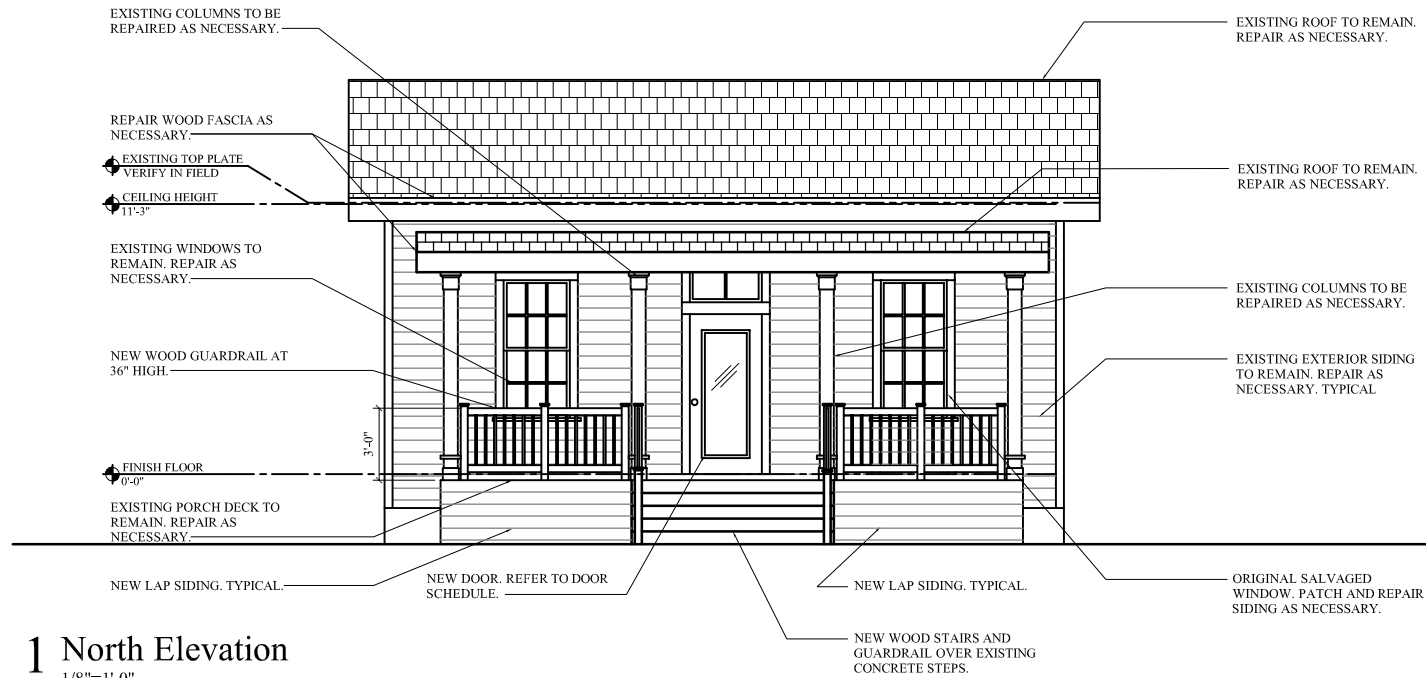 EXISTING COLUMNS TO BE
REPAIRED AS NECESSARY.
EXISTING ROOF TO REMAIN.
REPAIR AS NECESSARY.
REPAIR WOOD FASCIA AS
NECESSARY.
EXISTING TOP PLATE
VERIFY IN FIELD
CEILING HEIGHT
11'-3"
EXISTING ROOF TO REMAIN.
REPAIR AS NECESSARY.
EXISTING WINDOWS TO
REMAIN. REPAIR AS
NECESSARY.
EXISTING COLUMNS TO BE
REPAIRED AS NECESSARY.
NEW WOOD GUARDRAIL AT
36" HIGH.
EXISTING EXTERIOR SIDING
TO REMAIN. REPAIR AS
NECESSARY. TYPICAL
3'-0"
FINISH FLOOR
0'-0"
EXISTING PORCH DECK TO
REMAIN. REPAIR AS
NECESSARY.
NEW LAP SIDING. TYPICAL.
NEW DOOR. REFER TO DOOR
SCHEDULE.
NEW LAP SIDING. TYPICAL.
ORIGINAL SALVAGED
WINDOW. PATCH AND REPAIR
SIDING AS NECESSARY.
NEW WOOD STAIRS AND
GUARDRAIL OVER EXISTING
CONCRETE STEPS.
1 North Elevation
1/8"=1'-0"